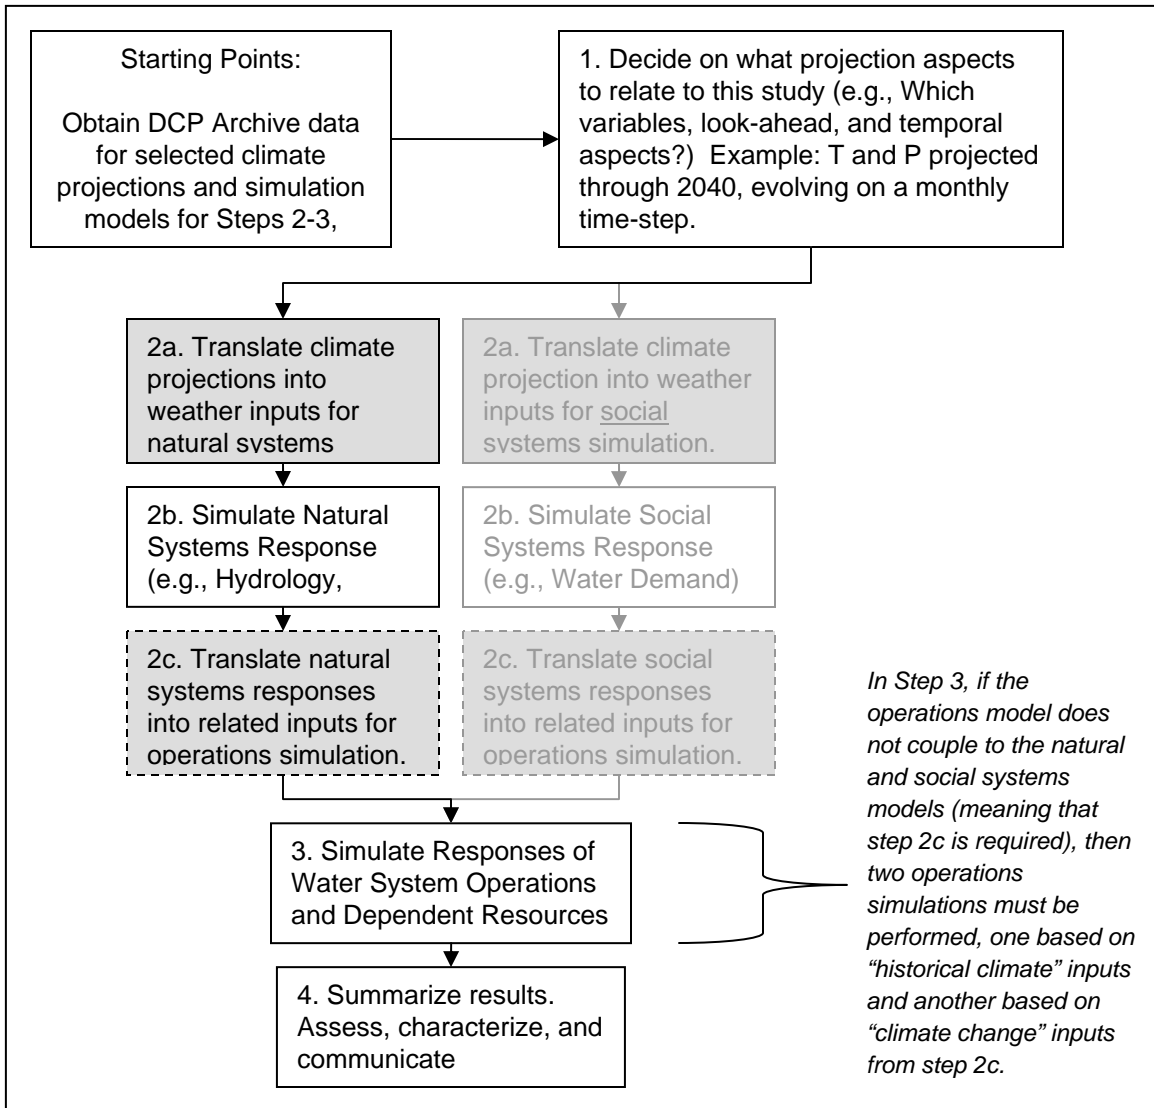 Starting Points:
Obtain DCP Archive data
for selected climate
projections and simulation
models for Steps 2-3,
1. Decide on what projection aspects
to relate to this study (e.g., Which
variables, look-ahead, and temporal
aspects?)  Example: T and P projected
through 2040, evolving on a monthly
time-step.
2a. Translate climate
projections into
weather inputs for
natural systems
2a. Translate climate
projection into weather
inputs for social
systems simulation.
2b. Simulate Natural
Systems Response
(e.g., Hydrology,
2b. Simulate Social
Systems Response
(e.g., Water Demand)
2c. Translate natural
systems responses
into related inputs for
operations simulation.
2c. Translate social
systems responses
into related inputs for
operations simulation.
3. Simulate Responses of
Water System Operations
and Dependent Resources
In Step 3, if the
operations model does
not couple to the natural
and social systems
models (meaning that
step 2c is required), then
two operations
simulations must be
performed, one based on
“historical climate” inputs
and another based on
“climate change” inputs
from step 2c.
4. Summarize results.
Assess, characterize, and
communicate